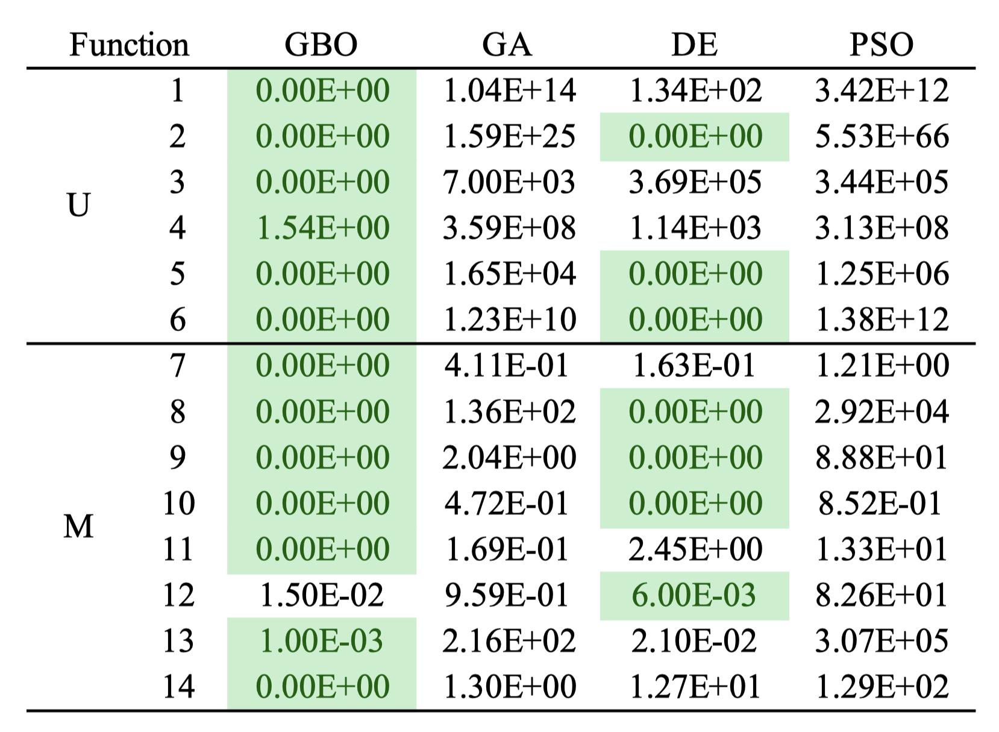 Function GBO GA DE PSO
1 0.00E+00 1.04E+14 1.34E+02 3.42E+12
2 0.00E+00 1.59E+25 0.00E+00 5.53E+66
3 0.00E+00 7.00E+03 3.69E+05 3.44E+05
U
4 1.54E+00 3.59E+08 1.14E+03 3.13E+08
5 0.00E+00 1.65E+04 0.00E+00 1.25E+06
6 0.00E+00 1.23E+10 0.00E+00 1.38E+12
7 0.00E+00 4.11E-01 1.63E-01 1.21E+00
8 0.00E+00 1.36E+02 0.00E+00 2.92E+04
9 0.00E+00 2.04E+00 0.00E+00 8.88E+01
10 0.00E+00 4.72E-01 0.00E+00 8.52E-01
M
11 0.00E+00 1.69E-01 2.45E+00 1.33E+01
12 1.50E-02 9.59E-01 6.00E-03 8.26E+01
13 1.00E-03 2.16E+02 2.10E-02 3.07E+05
14 0.00E+00 1.30E+00 1.27E+01 1.29E+02